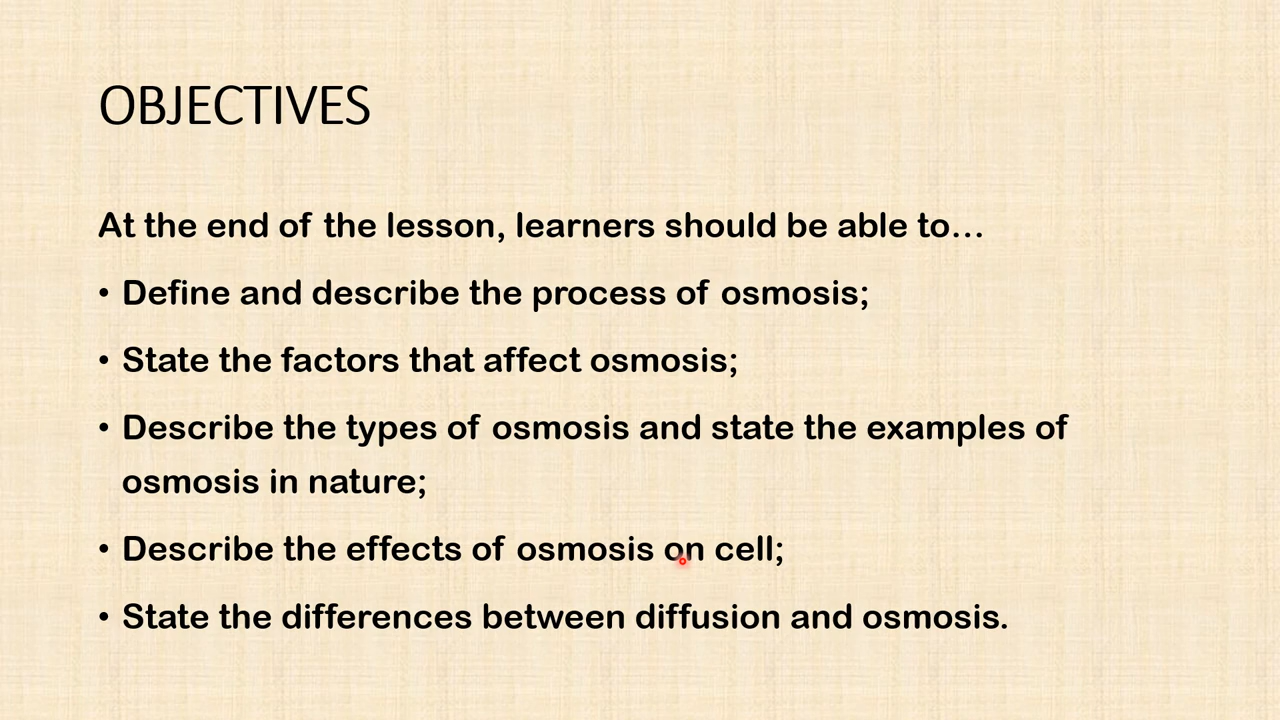 OBJECTIVES
At the end of the lesson, learners should be able to…
• Define and describe the process of osmosis;
• State the factors that affect osmosis;
• Describe the types of osmosis and state the examples of
osmosis in nature;
• Describe the effects of osmosis on cell;
• State the differences between diffusion and osmosis.